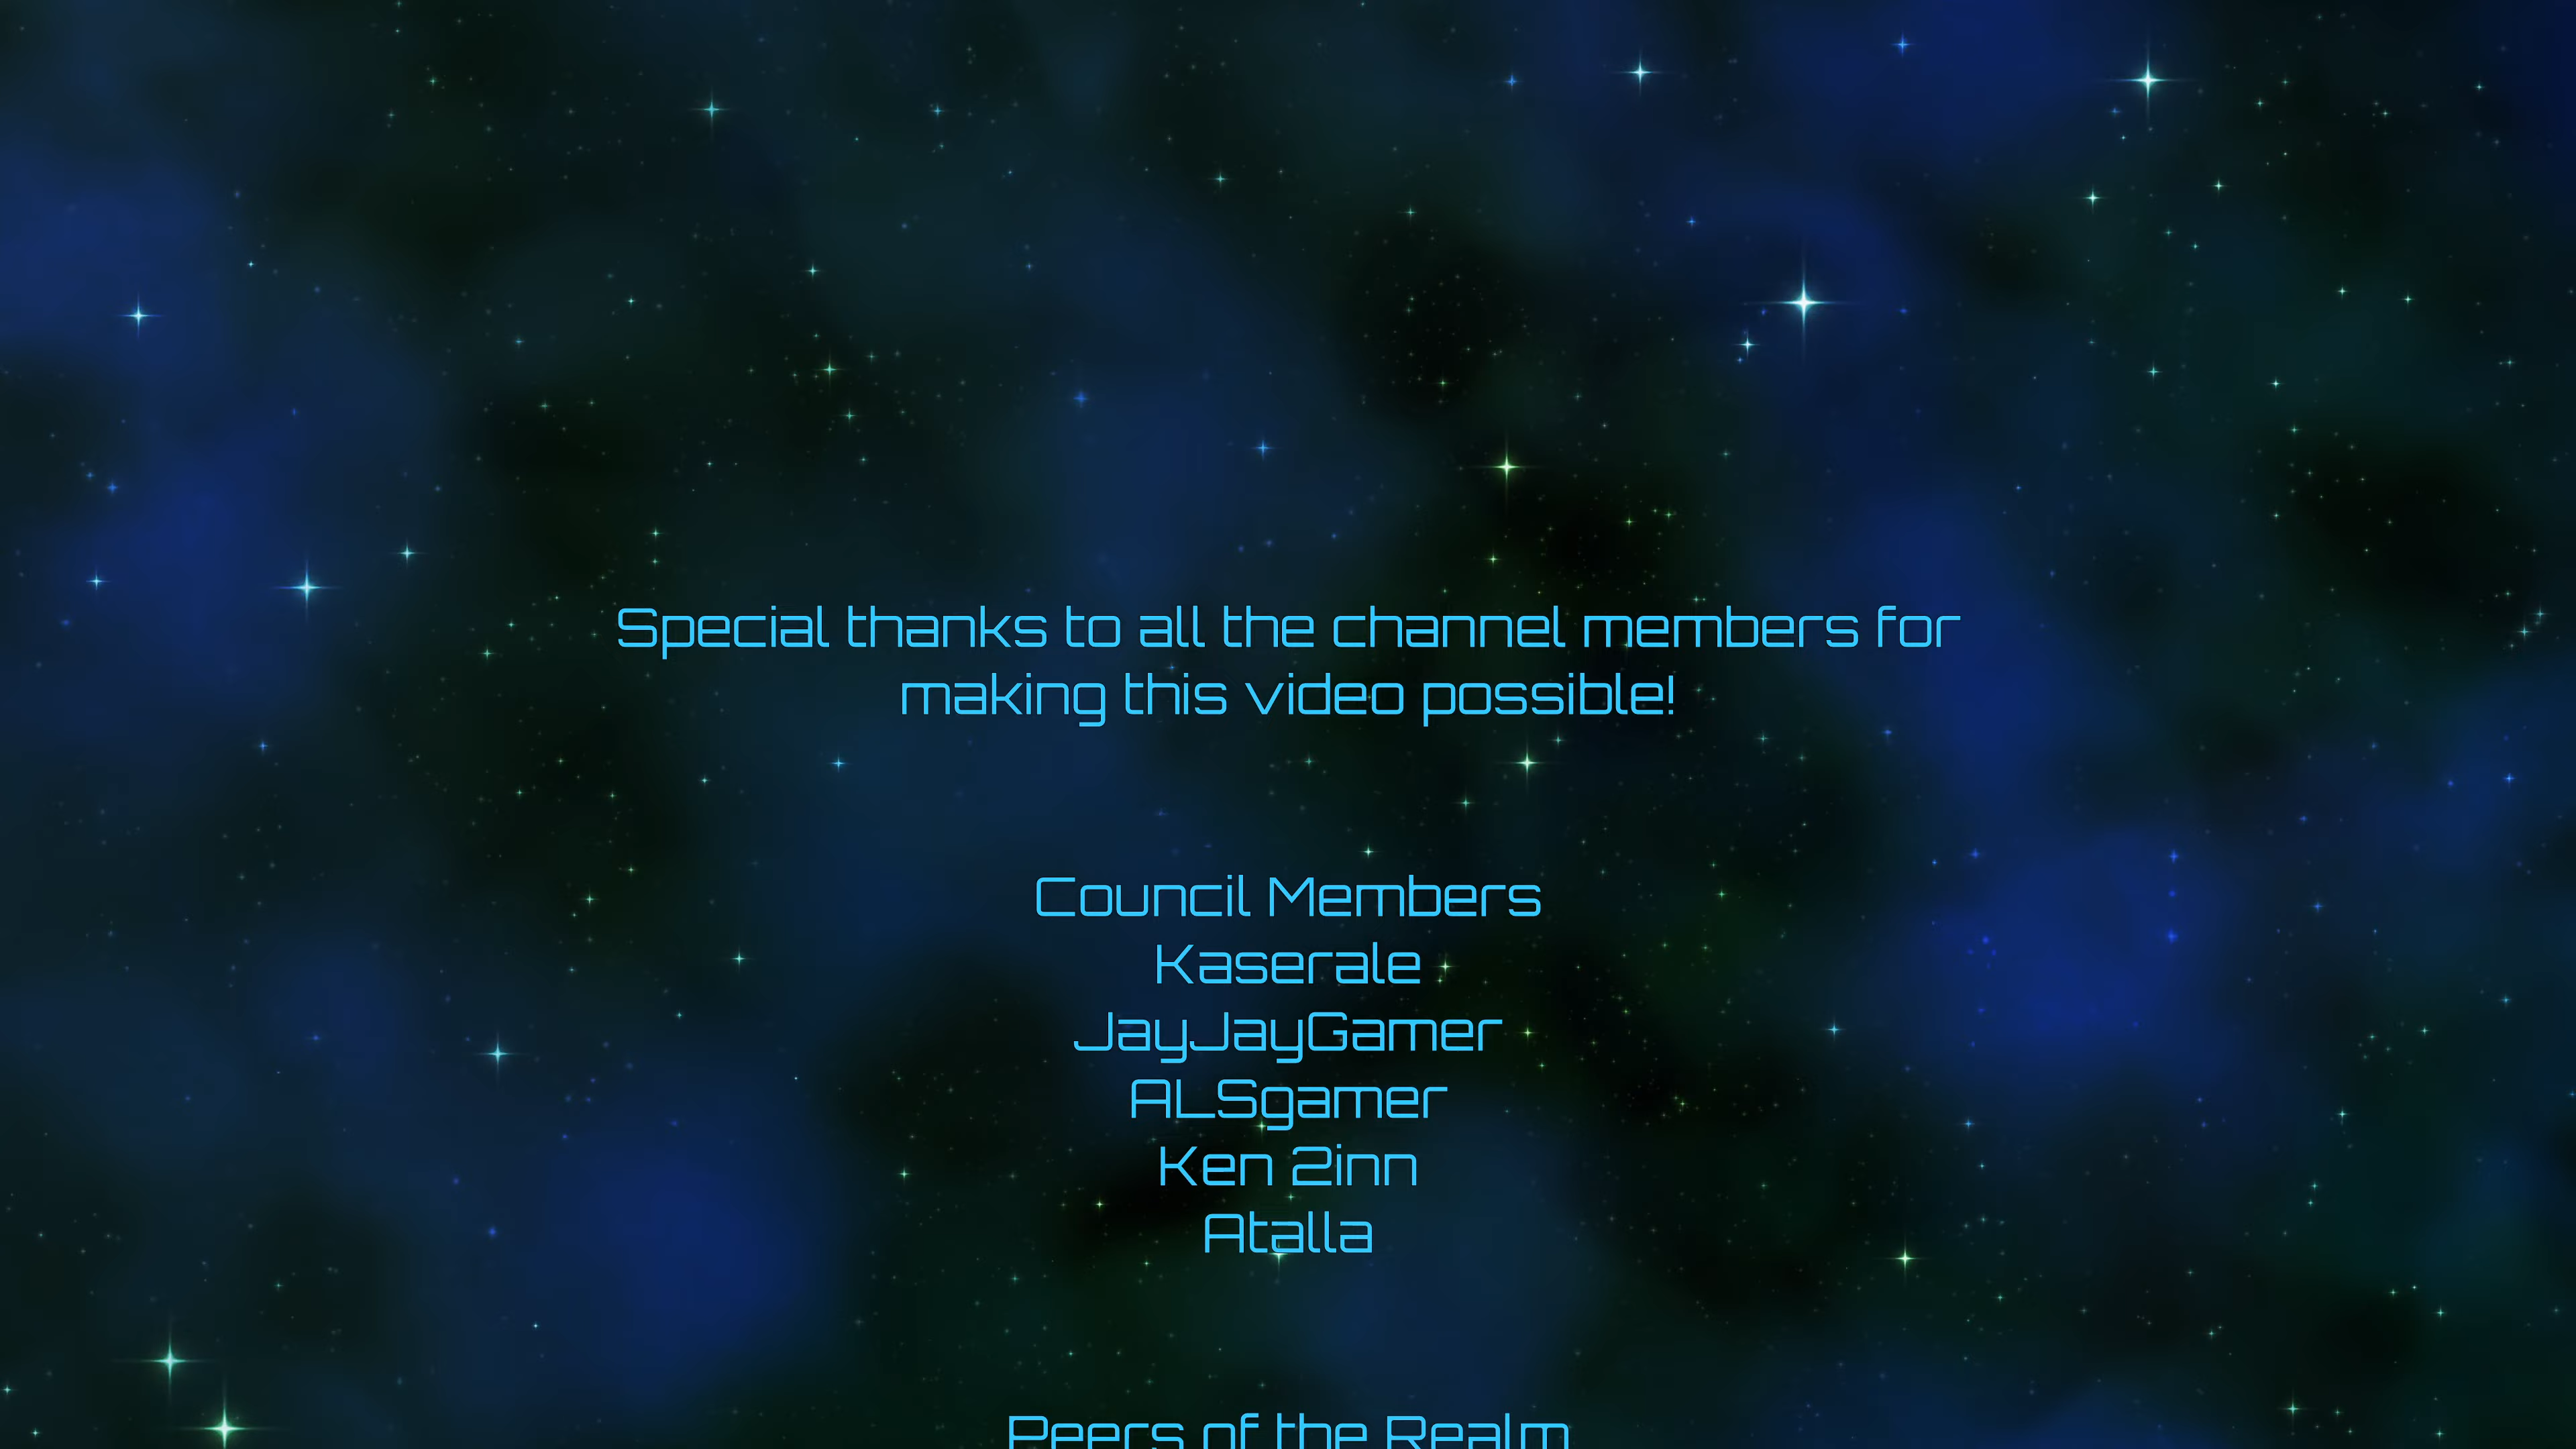 Special thanks to all the channel members for
making this video possible!
Council Members
Kaserale
JayJayGamer
ALSgamer
Ken 2inn
Atalla
Peers of the Realm